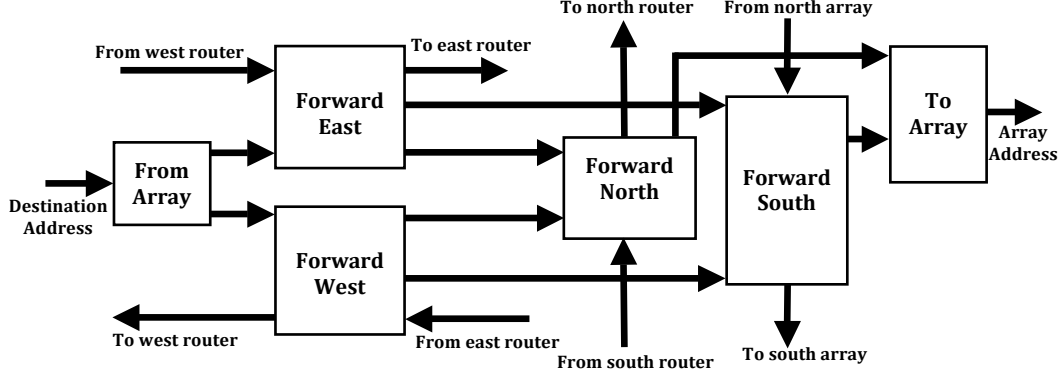 To north router
From north array
From west router
To east router
Forward
East
To
Array
Array
Address
From
Array
Forward
North
Forward
South
Destination
Address
Forward
West
To west router
From east router
From south router
To south array